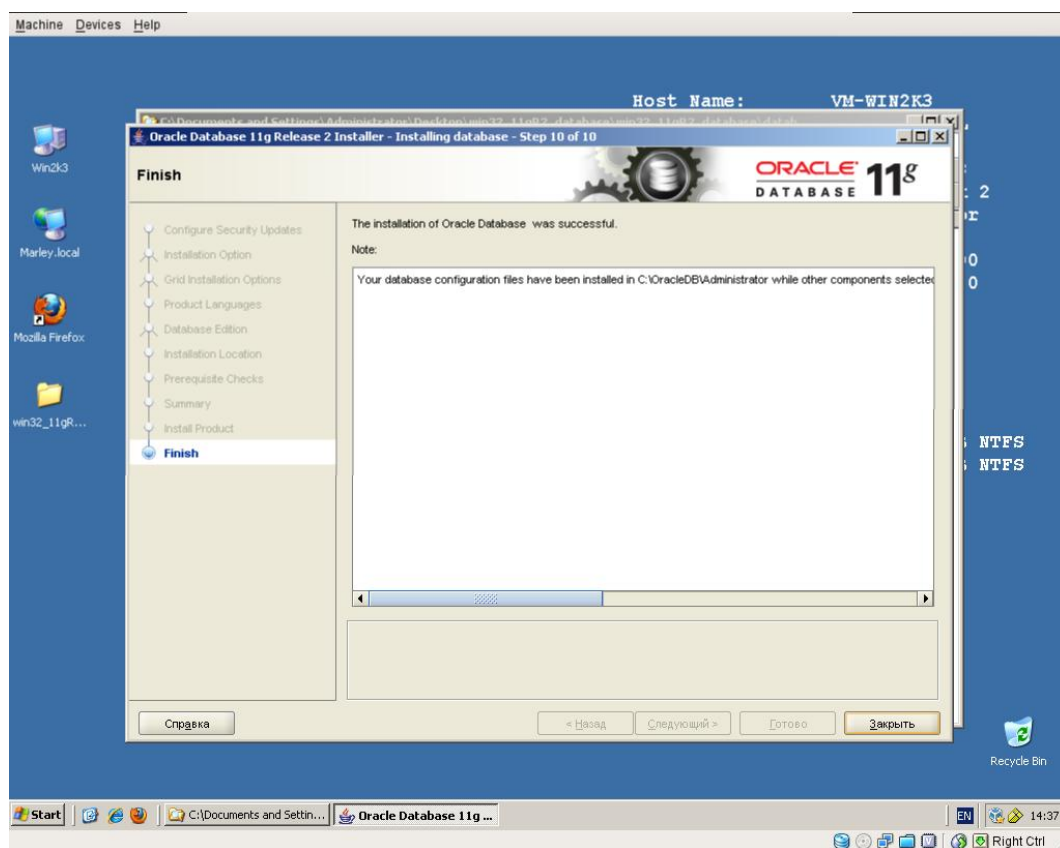 Machine Devices Help
Host Name: VM-WIN2K3
Oracle Database 11g Release 2 Installer - Installing database - Step 10 of 10
Finish
ORACLE
DATABASE 11g
2
0
0
NTFS
NTFS
Win2k3
Marley.local
Mozilla Firefox
win32_11gR...
Configure Security Updates
Installation Option
Grid Installation Options
Product Languages
Database Edition
Installation Location
Prerequisite Checks
Summary
Install Product
Finish
The installation of Oracle Database was successful.
Note:
Your database configuration files have been installed in C:\OracleDB\Administrator while other components selected
Справка
< Назад
Следующий >
Готово
Закрыть
Recycle Bin
Start
C:\Documents and Settin...
Oracle Database 11g ...
EN
14:37
Right Ctrl